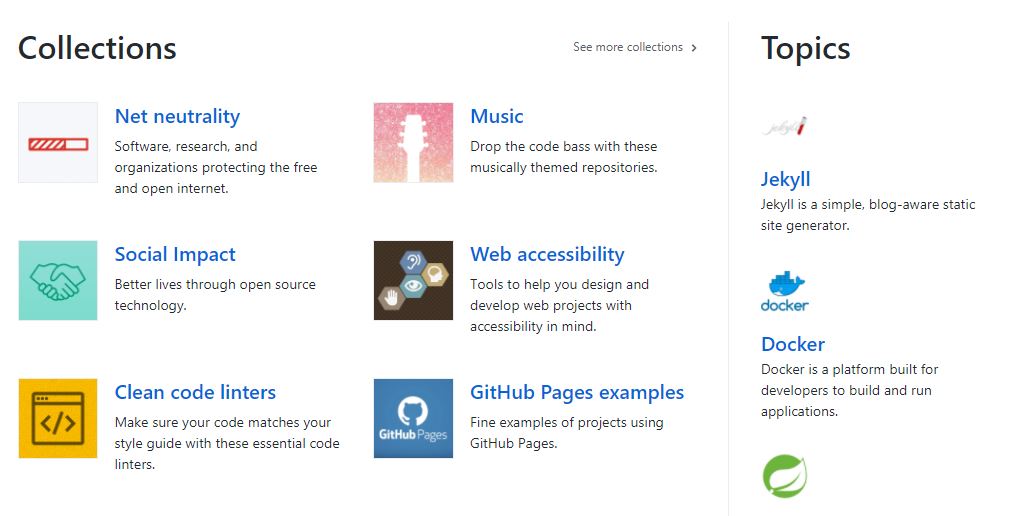 Collections
See more collections
Net neutrality
Software, research, and
organizations protecting the free
and open internet.
Music
Drop the code bass with these
musically themed repositories.
Social Impact
Better lives through open source
technology.
Web accessibility
Tools to help you design and
develop web projects with
accessibility in mind.
Clean code linters
Make sure your code matches your
style guide with these essential code
linters.
GitHub Pages
GitHub Pages examples
Fine examples of projects using
GitHub Pages.
Topics
jekyll
Jekyll
Jekyll is a simple, blog-aware static
site generator.
docker
Docker
Docker is a platform built for
developers to build and run
applications.